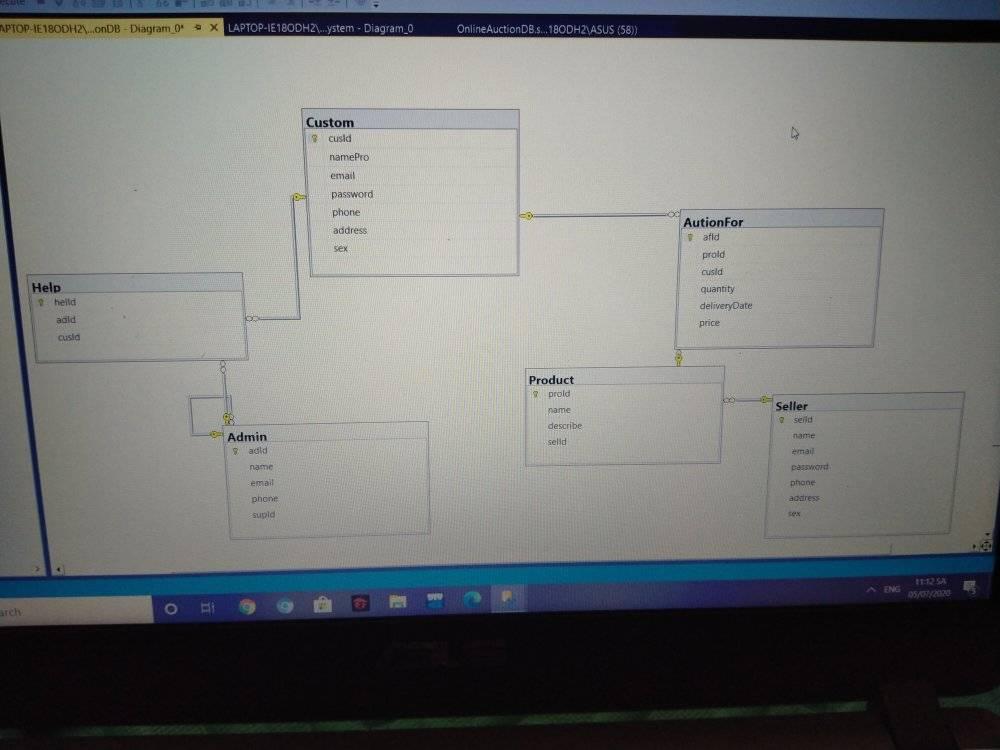 APTOP-IE18ODH2\...onDB - Diagram_0* X LAPTOP-IE18ODH2\...ystem - Diagram_0 OnlineAuctionDB.s...18ODH2\ASUS (58))
Custom
cusId
namePro
email
password
phone
address
sex
AutionFor
afId
proId
cusId
quantity
deliveryDate
price
Help
helId
adId
cusId
Product
proId
name
describe
selId
Seller
selId
name
email
password
phone
address
sex
Admin
adId
name
email
phone
supId
arch
ENG
11:12 SA
05/07/2020